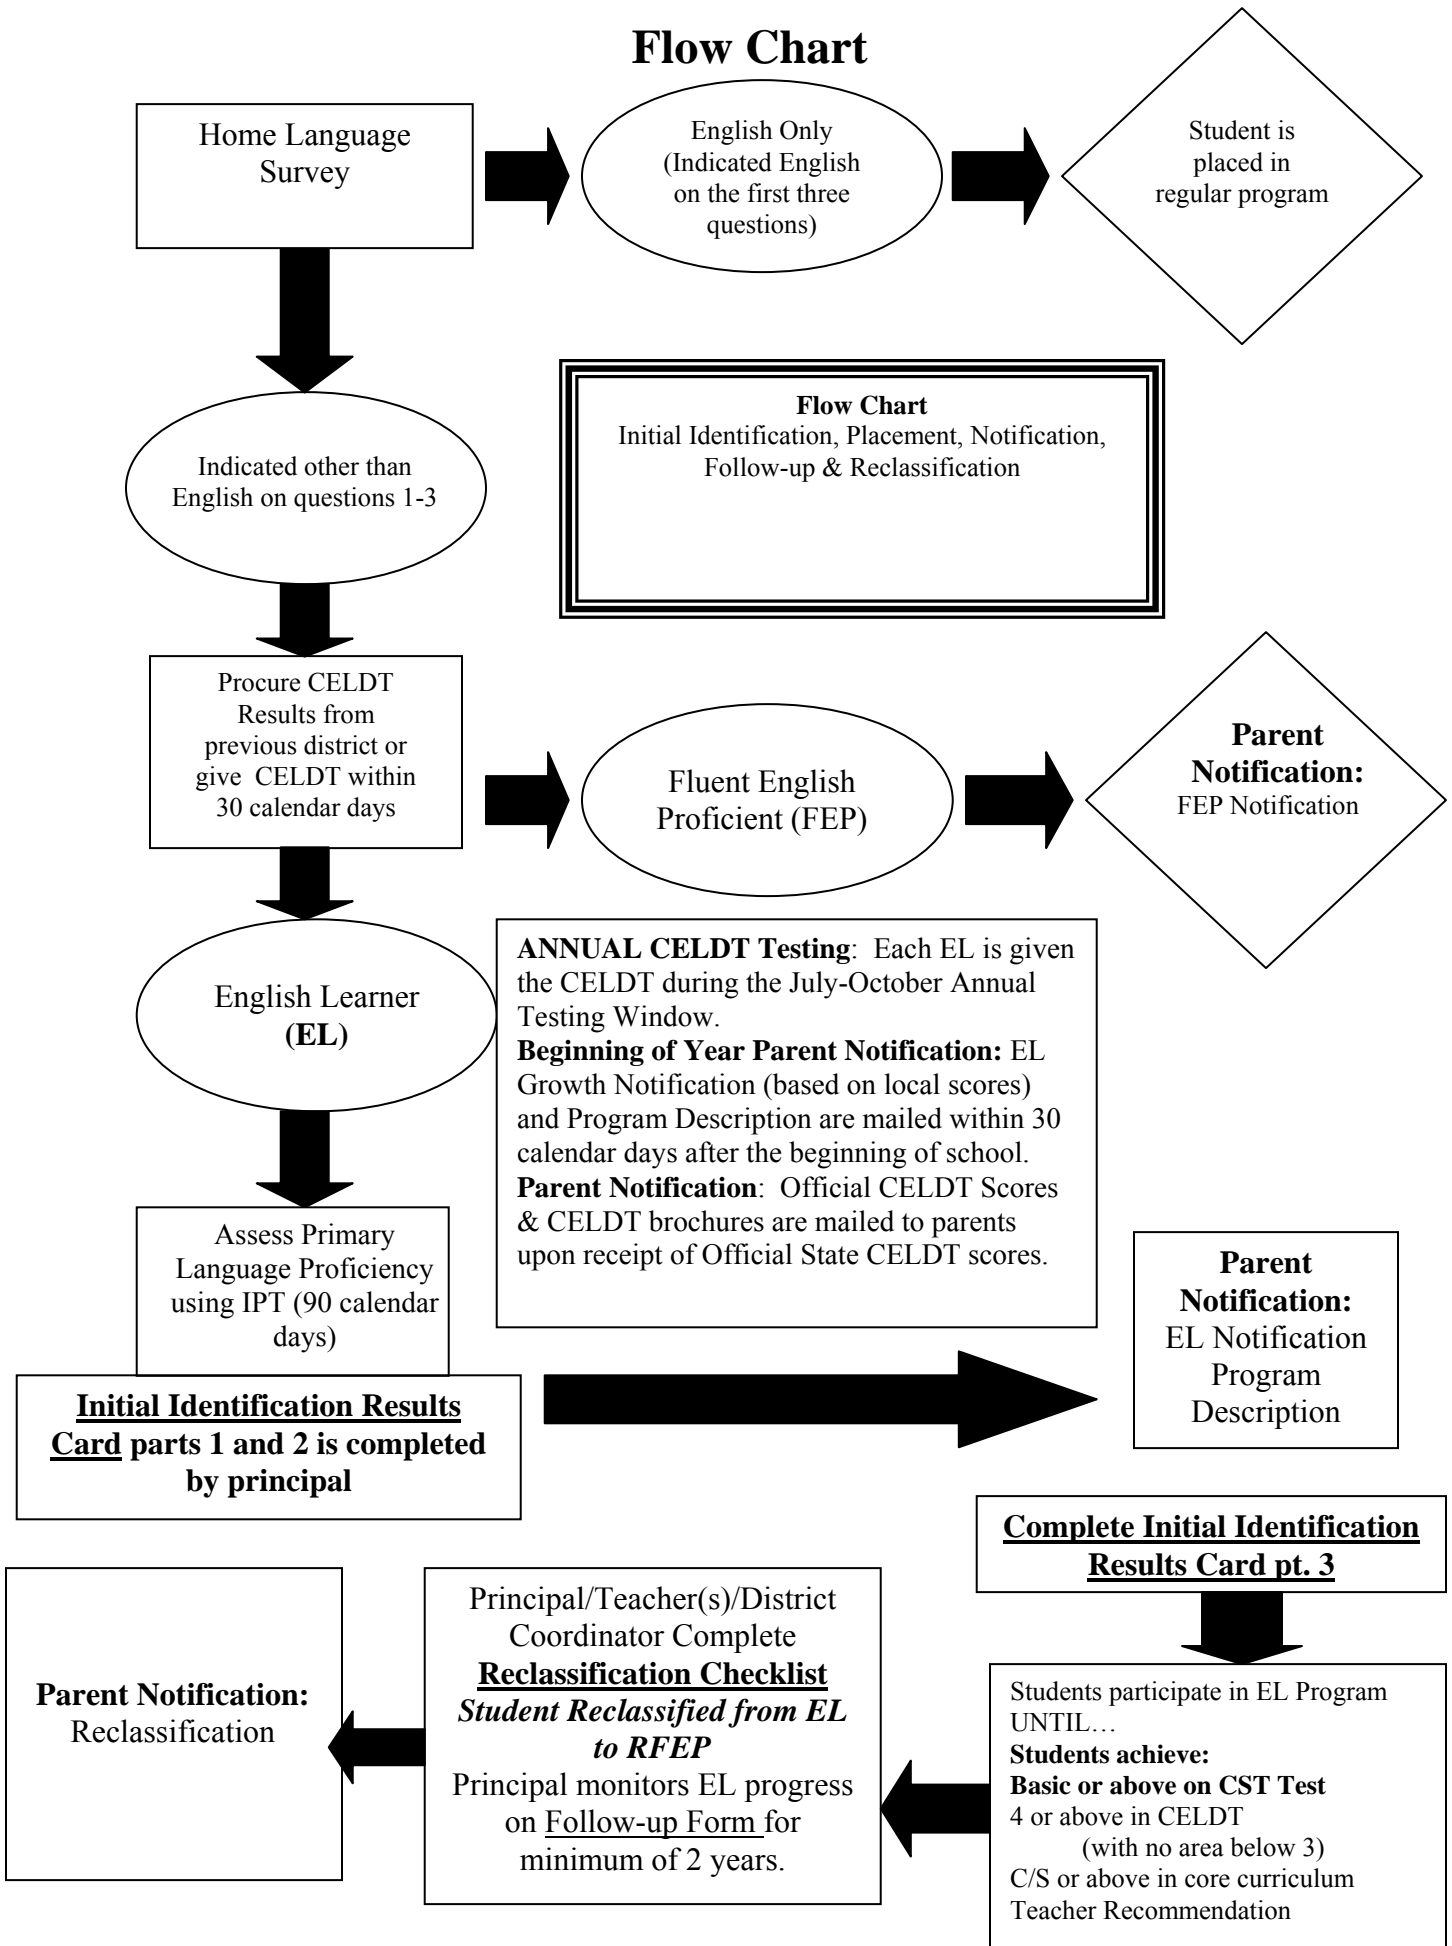 Flow Chart
Home Language
Survey
English Only
(Indicated English
on the first three
questions)
Student is
placed in
regular program
Flow Chart
Initial Identification, Placement, Notification,
Follow-up & Reclassification
Indicated other than
English on questions 1-3
Procure CELDT
Results from
previous district or
give CELDT within
30 calendar days
Fluent English
Proficient (FEP)
Parent
Notification:
FEP Notification
English Learner
(EL)
ANNUAL CELDT Testing: Each EL is given
the CELDT during the July-October Annual
Testing Window.
Beginning of Year Parent Notification: EL
Growth Notification (based on local scores)
and Program Description are mailed within 30
calendar days after the beginning of school.
Parent Notification: Official CELDT Scores
& CELDT brochures are mailed to parents
upon receipt of Official State CELDT scores.
Assess Primary
Language Proficiency
using IPT (90 calendar
days)
Parent
Notification:
EL Notification
Program
Description
Initial Identification Results
Card parts 1 and 2 is completed
by principal
Complete Initial Identification
Results Card pt. 3
Students participate in EL Program
UNTIL…
Students achieve:
Basic or above on CST Test
4 or above in CELDT
(with no area below 3)
C/S or above in core curriculum
Teacher Recommendation
Principal/Teacher(s)/District
Coordinator Complete
Reclassification Checklist
Student Reclassified from EL
to RFEP
Principal monitors EL progress
on Follow-up Form for
minimum of 2 years.
Parent Notification:
Reclassification